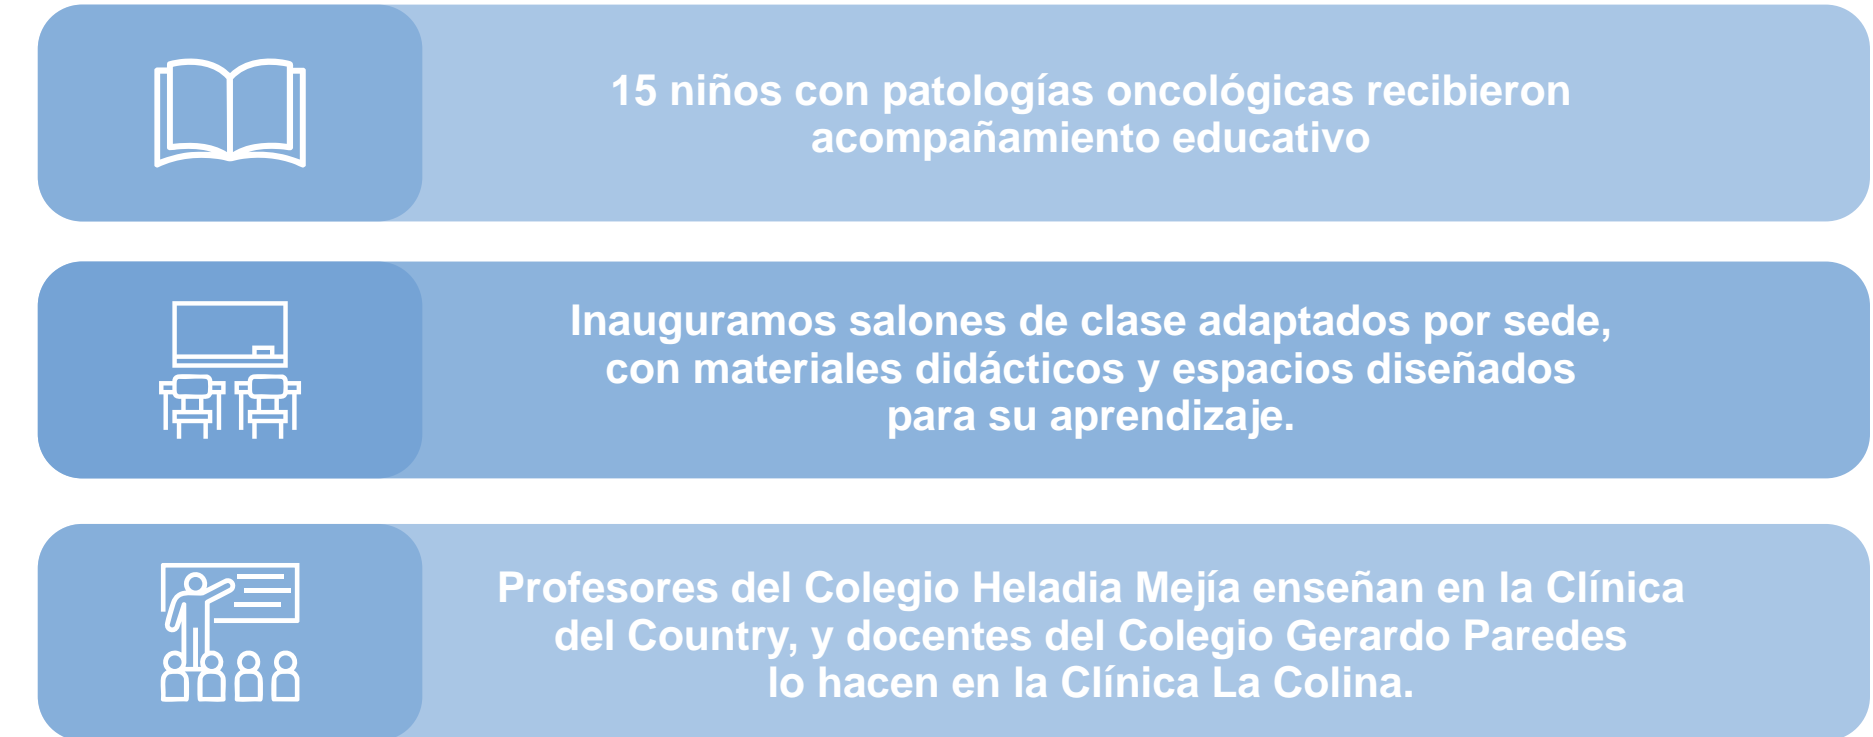 15 niños con patologías oncológicas recibieron
acompañamiento educativo
Inauguramos salones de clase adaptados por sede,
con materiales didácticos y espacios diseñados
para su aprendizaje.
Profesores del Colegio Heladia Mejía enseñan en la Clínica
del Country, y docentes del Colegio Gerardo Paredes
lo hacen en la Clínica La Colina.